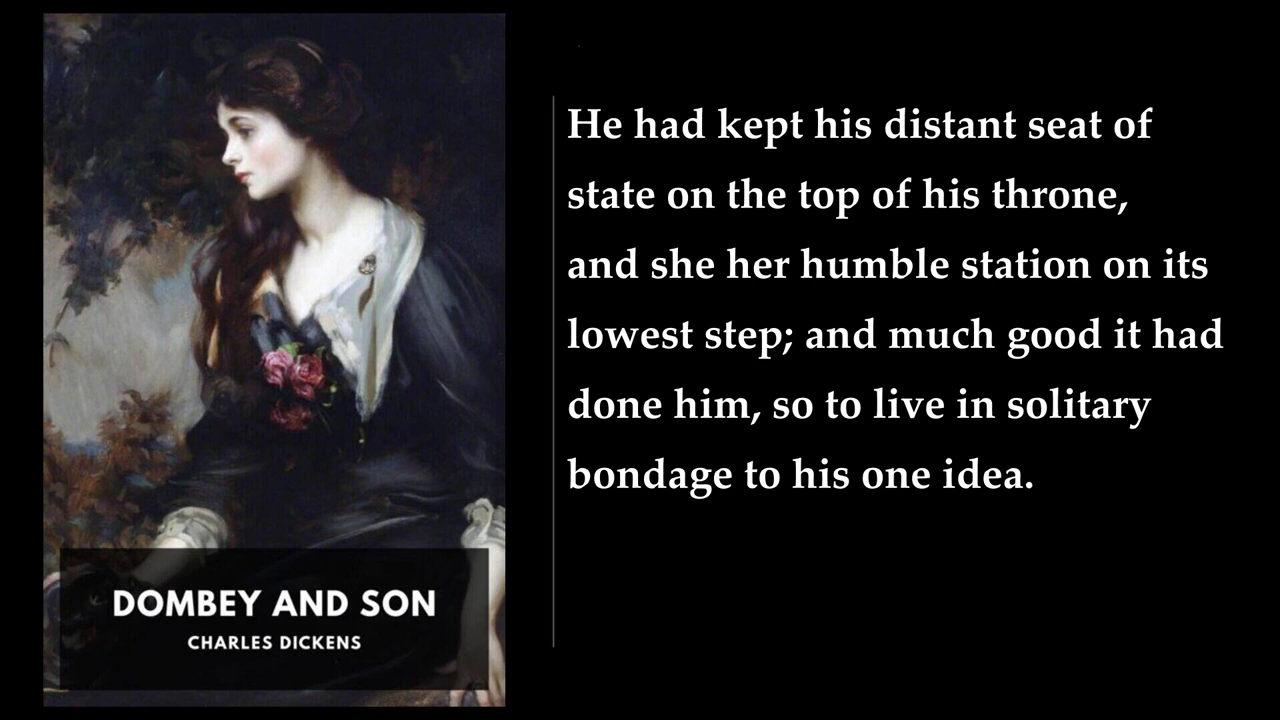 He had kept his distant seat of
state on the top of his throne,
and she her humble station on its
lowest step; and much good it had
done him, so to live in solitary
bondage to his one idea.
DOMBEY AND SON
CHARLES DICKENS